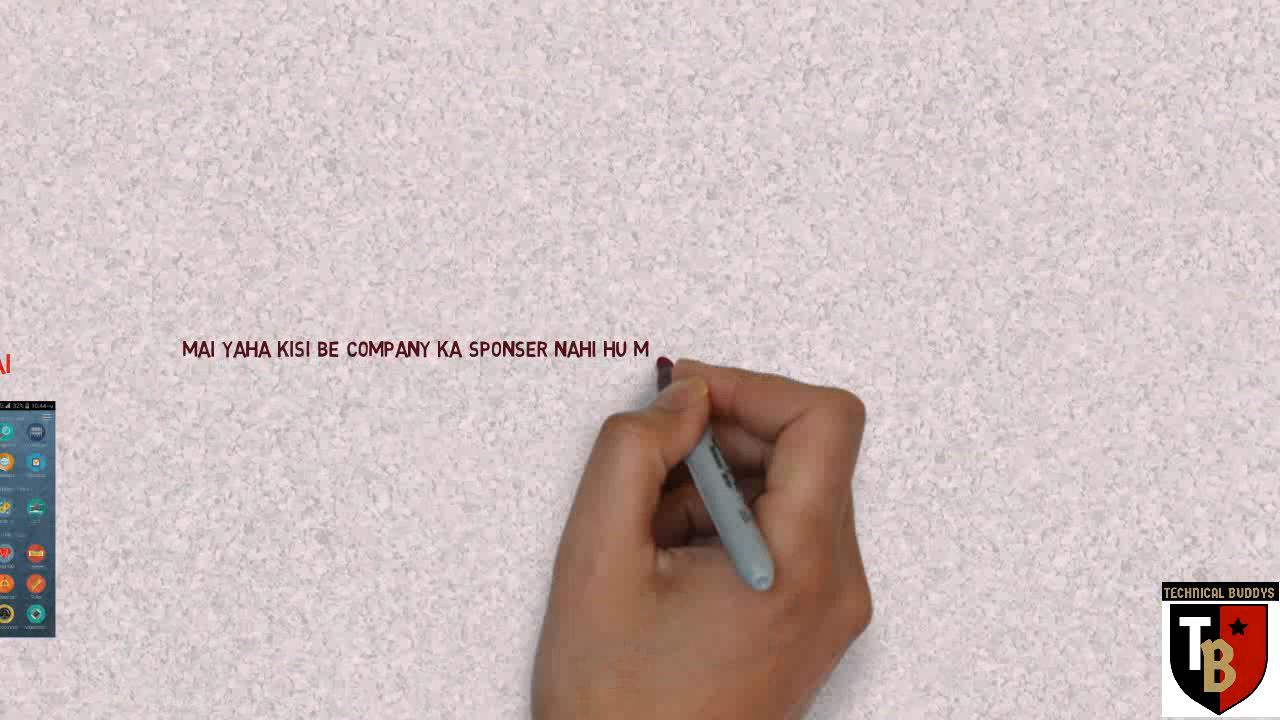 MAI YAHA KISI BE COMPANY KA SPONSER NAHI HU M
TECHNICAL BUDDYS
TB